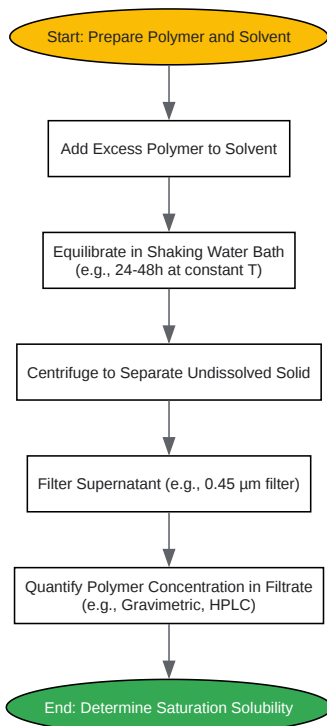 Start: Prepare Polymer and Solvent
Add Excess Polymer to Solvent
Equilibrate in Shaking Water Bath
(e.g., 24-48h at constant T)
Centrifuge to Separate Undissolved Solid
Filter Supernatant (e.g., 0.45 µm filter)
Quantify Polymer Concentration in Filtrate
(e.g., Gravimetric, HPLC)
End: Determine Saturation Solubility